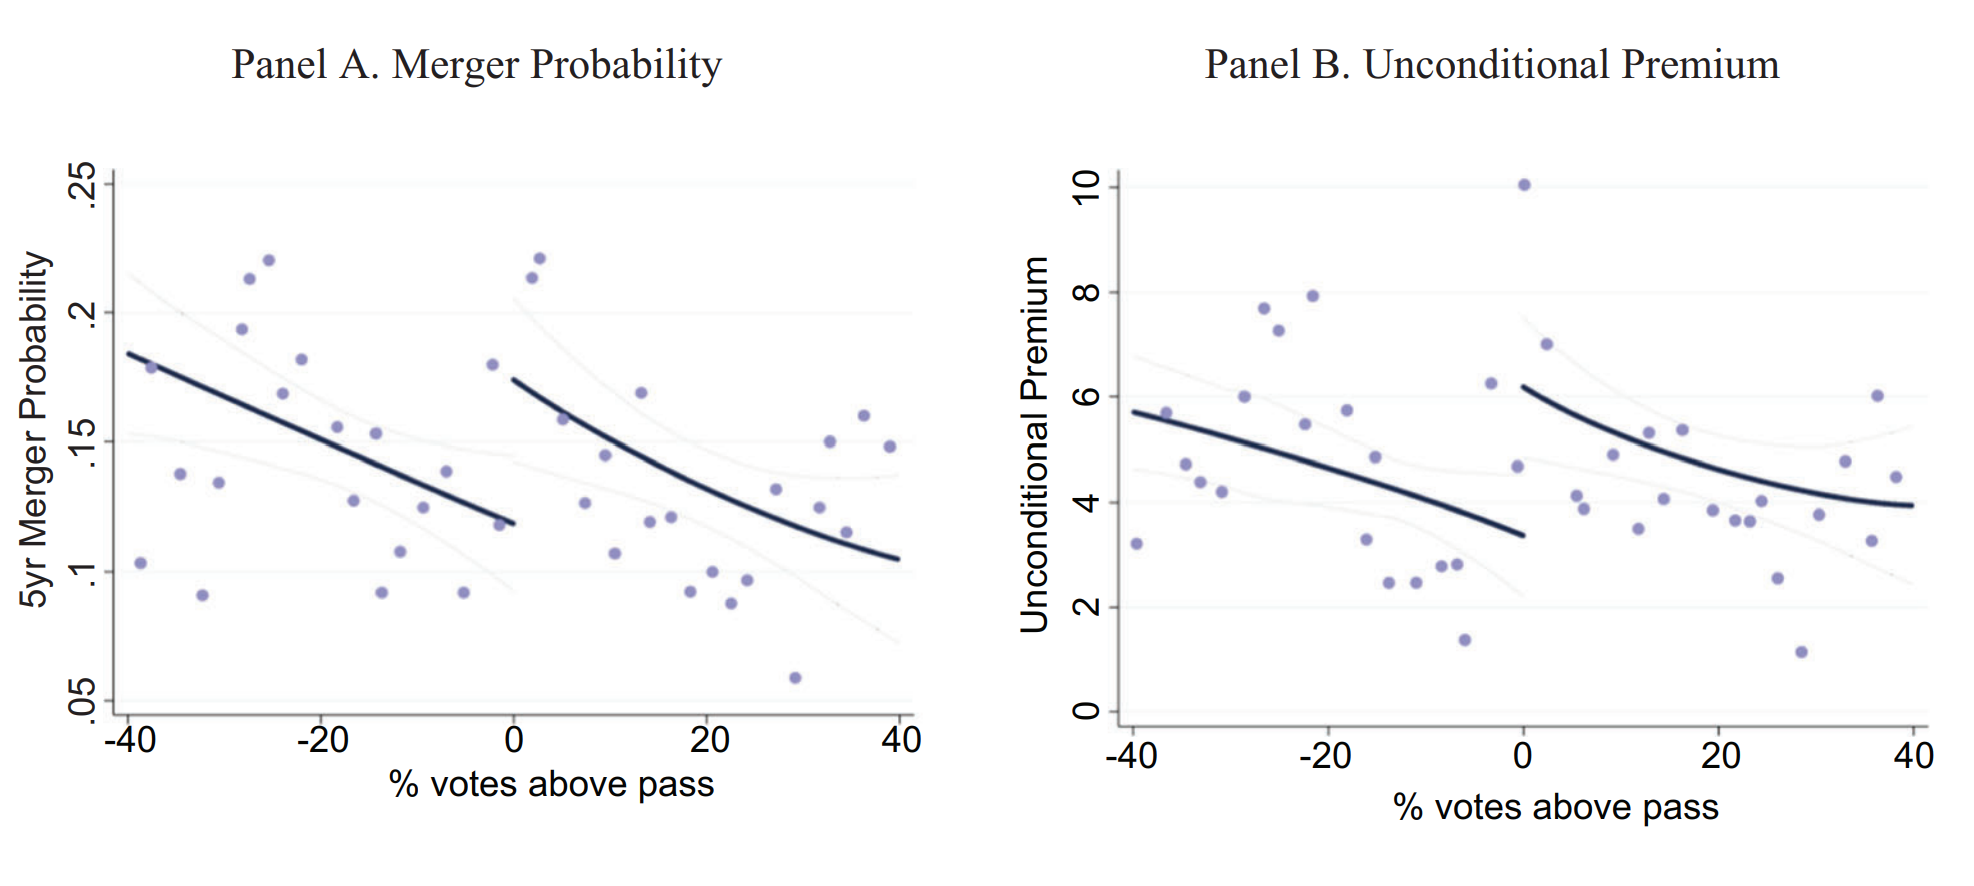 Panel A. Merger Probability
5yr Merger Probability
.25
.2
.15
.1
.05
-40 -20 0 20 40
% votes above pass
Panel B. Unconditional Premium
Unconditional Premium
10
8
6
4
2
0
-40 -20 0 20 40
% votes above pass